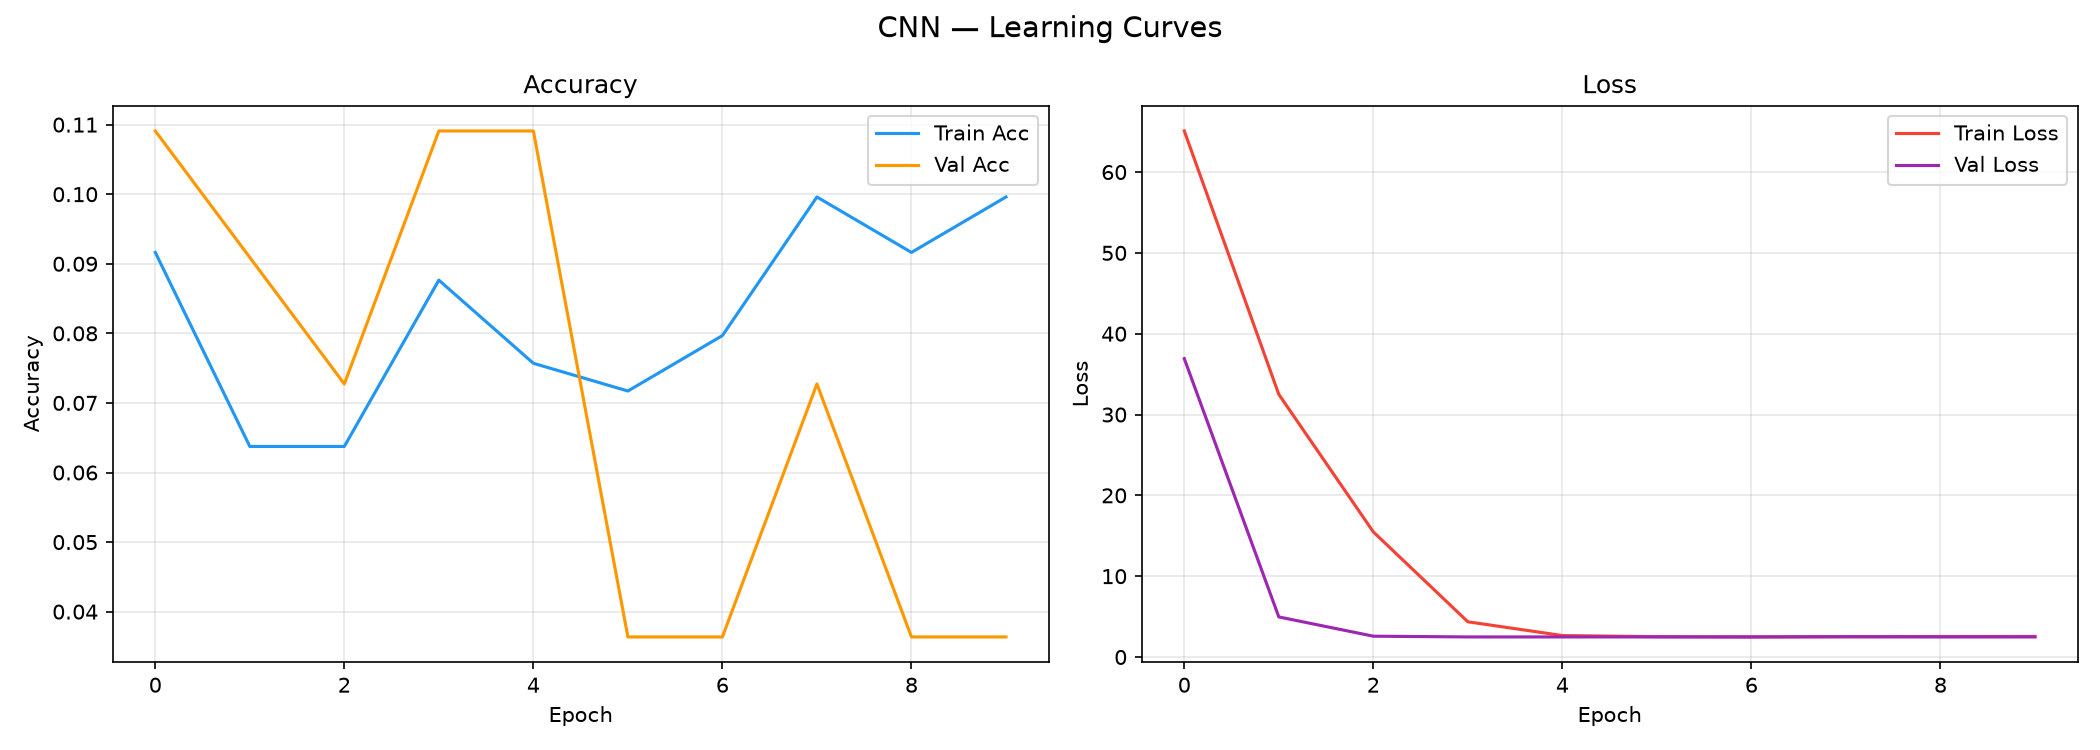 CNN — Learning Curves
Accuracy
Train Acc
Val Acc
0.11
0.10
0.09
0.08
0.07
0.06
0.05
0.04
Accuracy
0 2 4 6 8
Epoch
Loss
Train Loss
Val Loss
60
50
40
30
20
10
0
Loss
0 2 4 6 8
Epoch